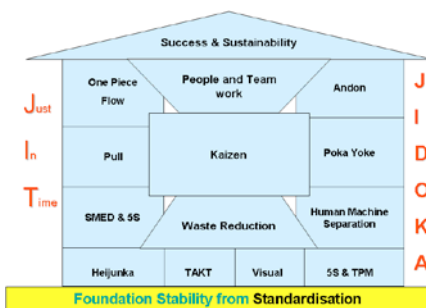 Success & Sustainability
One Piece
Flow
People and Team
work
Andon
Just
In
Time
Pull
Kaizen
Poka Yoke
SMED & 5S
Waste Reduction
Human Machine
Separation
Heijunka
TAKT
Visual
5S & TPM
J
I
D
O
K
A
Foundation Stability from Standardisation